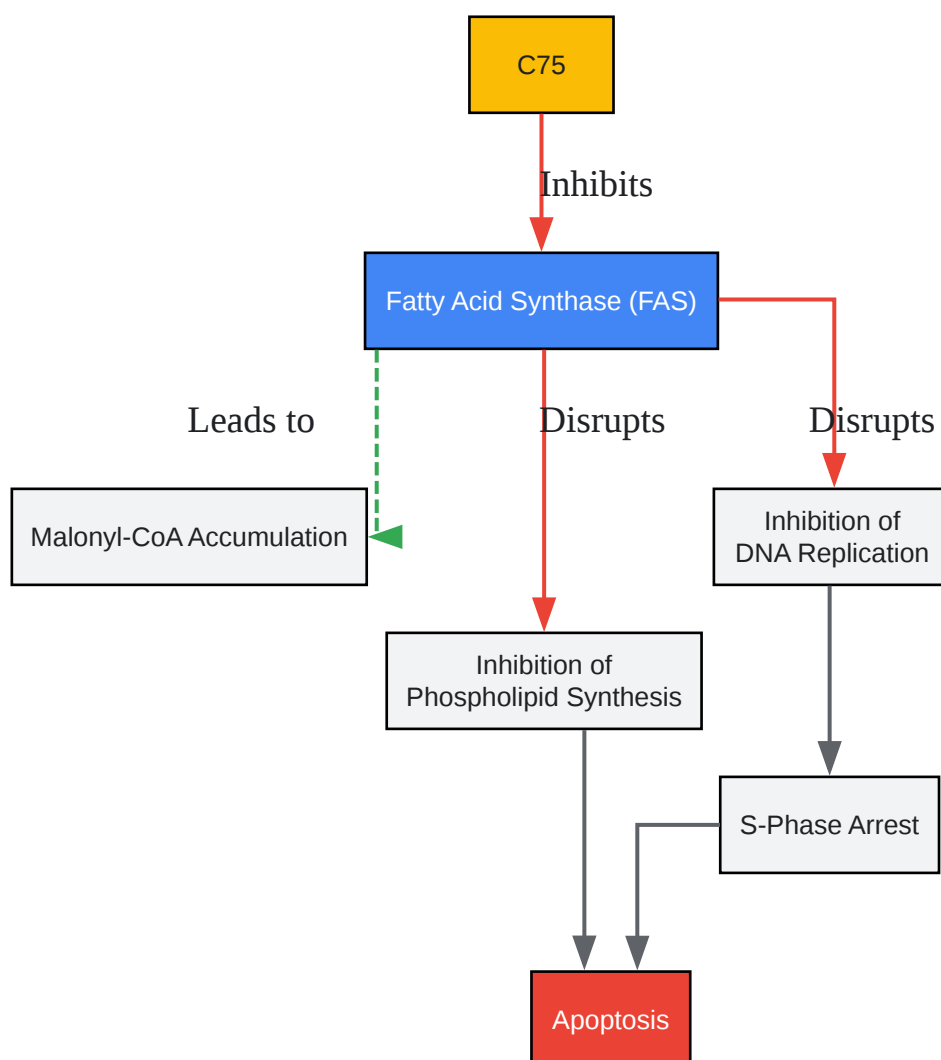 C75
Inhibits
Fatty Acid Synthase (FAS)
Leads to
Disrupts
Disrupts
Malonyl-CoA Accumulation
Inhibition of
DNA Replication
Inhibition of
Phospholipid Synthesis
S-Phase Arrest
Apoptosis